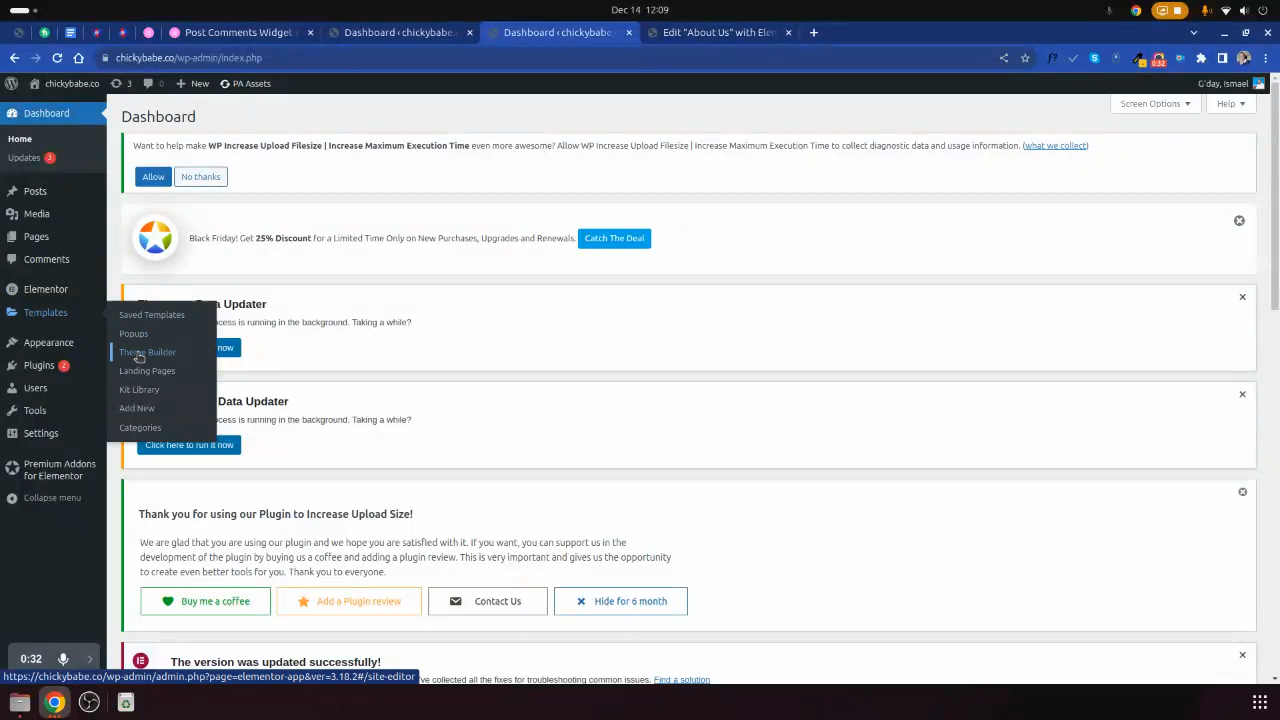 Dec 14 12:09
Post Comments Widget
Dashboard ‹ chickybabe.c
Dashboard ‹ chickybabe
Edit "About Us" with Ele
chickybabe.co/wp-admin/index.php
0:32
chickybabe.co
3
0
New
PA Assets
G'day, Ismael
Dashboard
Home
Updates 3
Posts
Media
Pages
Comments
Elementor
Templates
Appearance
Plugins 2
Users
Tools
Settings
Premium Addons
for Elementor
Collapse menu
Saved Templates
Popups
Theme Builder
Landing Pages
Kit Library
Add New
Categories
Dashboard
Screen Options
Help
Want to help make WP Increase Upload Filesize | Increase Maximum Execution Time even more awesome? Allow WP Increase Upload Filesize | Increase Maximum Execution Time to collect diagnostic data and usage information. (what we collect)
Allow
No thanks
Black Friday! Get 25% Discount for a Limited Time Only on New Purchases, Upgrades and Renewals.
Catch The Deal
Data Updater
ocess is running in the background. Taking a while?
now
Data Updater
ocess is running in the background. Taking a while?
Click here to run it now
Thank you for using our Plugin to Increase Upload Size!
We are glad that you are using our plugin and we hope you are satisfied with it. If you want, you can support us in the
development of the plugin by buying us a coffee and adding a plugin review. This is very important and gives us the opportunity
to create even better tools for you. Thank you to everyone.
Buy me a coffee
Add a Plugin review
Contact Us
Hide for 6 month
The version was updated successfully!
've collected all the fixes for troubleshooting common issues. Find a solution
0:32
https://chickybabe.co/wp-admin/admin.php?page=elementor-app&ver=3.18.2#/site-editor